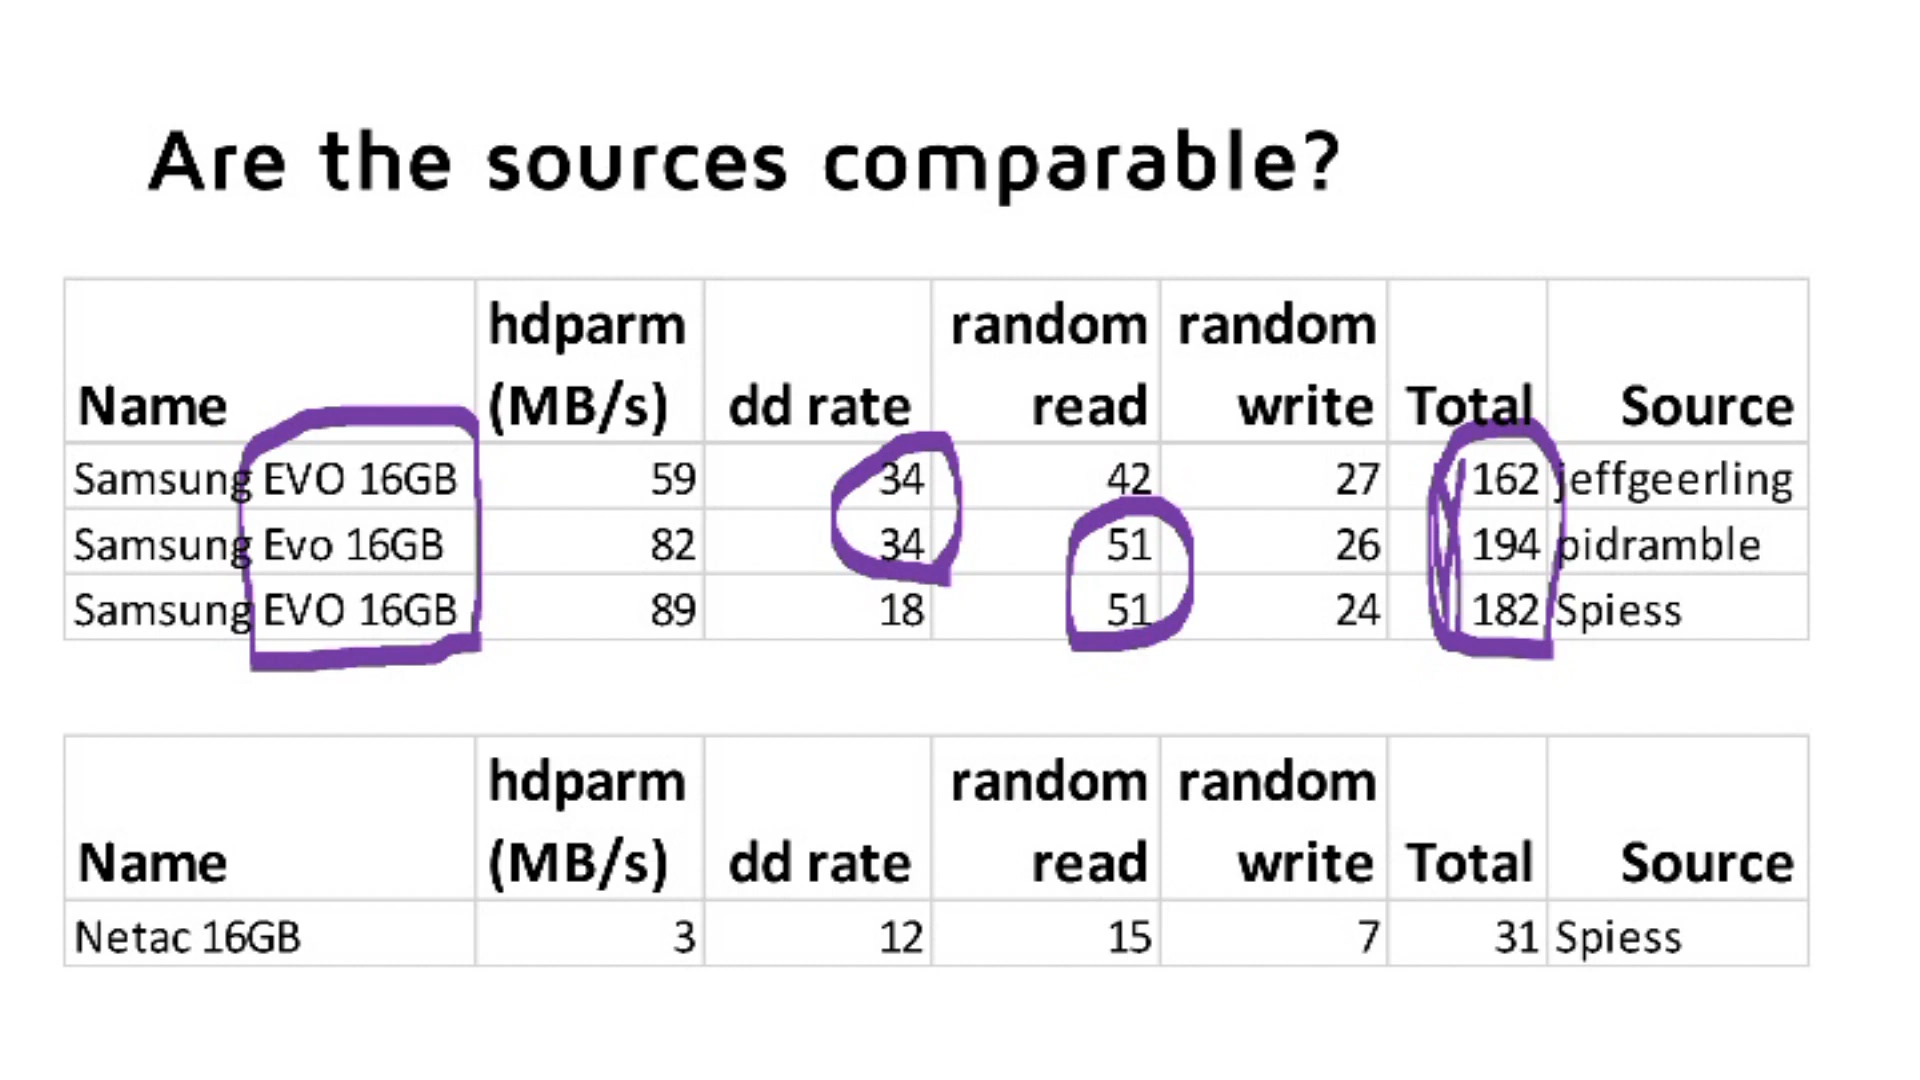 Are the sources comparable?
Name hdparm (MB/s) dd rate random read random write Total Source
Samsung EVO 16GB 59 34 42 27 162 jeffgeerling
Samsung Evo 16GB 82 34 51 26 194 pidramble
Samsung EVO 16GB 89 18 51 24 182 Spiess
Name hdparm (MB/s) dd rate random read random write Total Source
Netac 16GB 3 12 15 7 31 Spiess